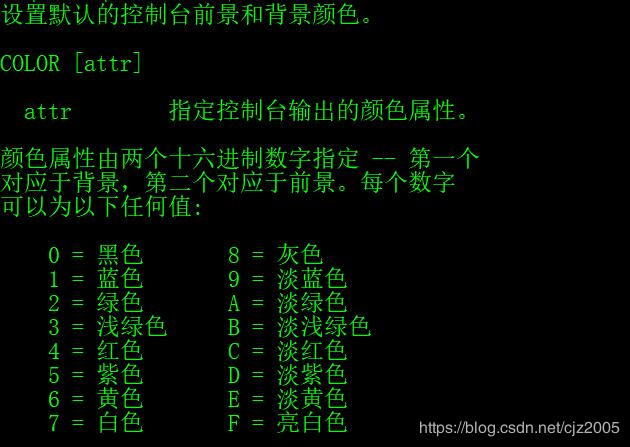 设置默认的控制台前景和背景颜色。
COLOR [attr]
attr 指定控制台输出的颜色属性。
颜色属性由两个十六进制数字指定 -- 第一个
对应于背景，第二个对应于前景。每个数字
可以为以下任何值:
0 = 黑色 8 = 灰色
1 = 蓝色 9 = 淡蓝色
2 = 绿色 A = 淡绿色
3 = 浅绿色 B = 淡浅绿色
4 = 红色 C = 淡红色
5 = 紫色 D = 淡紫色
6 = 黄色 E = 淡黄色
7 = 白色 F = 亮白色
https://blog.csdn.net/cjz2005